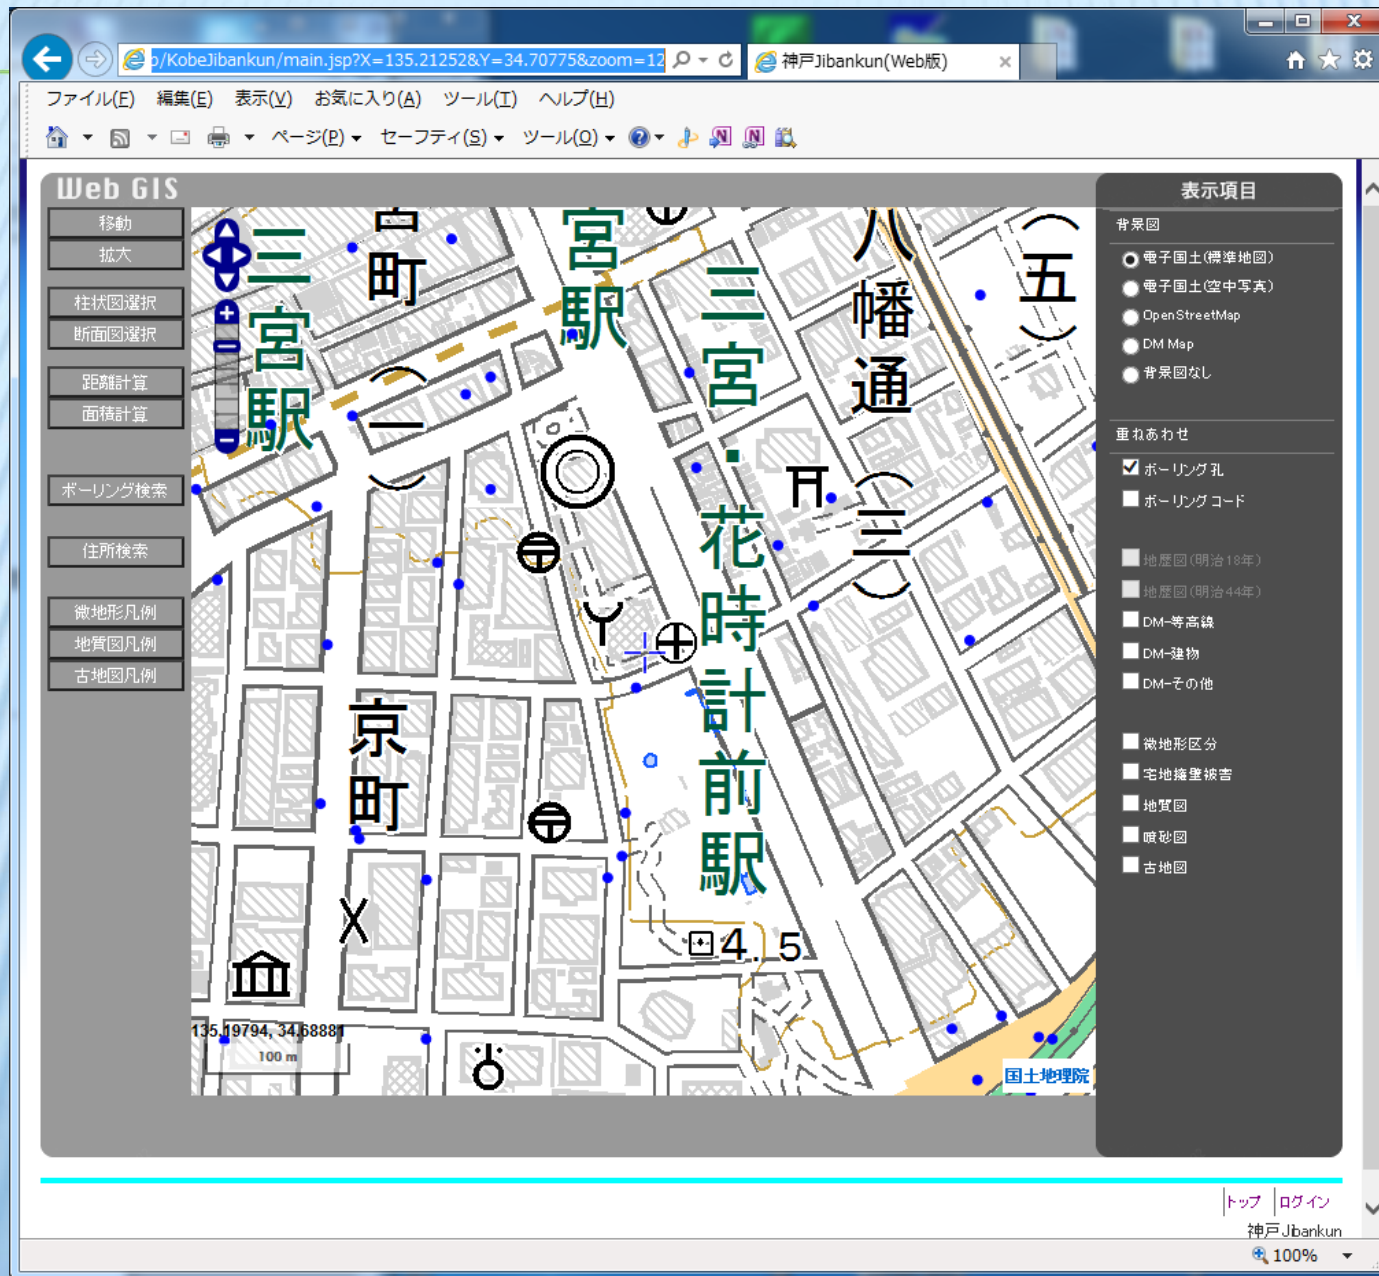 o/KobeJibankun/main.jsp?X=135.21252&Y=34.70775&zoom=12
神戸Jibankun(Web版)
ファイル(F) 編集(E) 表示(V) お気に入り(A) ツール(T) ヘルプ(H)
ページ(P) セーフティ(S) ツール(O)
Web GIS
移動
拡大
柱状図選択
断面図選択
距離計算
面積計算
ボーリング検索
住所検索
微地形凡例
地質図凡例
古地図凡例
三宮駅
町(一)
宮駅
三宮・花時計前駅
八幡通(三)
(五)
京町
4.5
135.19794, 34.68881
100 m
国土地理院
表示項目
背景図
電子国土(標準地図)
電子国土(空中写真)
OpenStreetMap
DM Map
背景図なし
重ねあわせ
ボーリング孔
ボーリングコード
地歴図(明治18年)
地歴図(明治44年)
DM-等高線
DM-建物
DM-その他
微地形区分
宅地擁壁被害
地質図
噴砂図
古地図
トップ ログイン
神戸Jibankun
100%